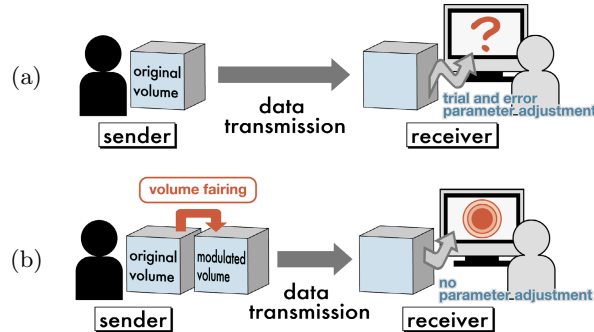 (a)
original
volume
?
data
transmission
trial and error
parameter adjustment
sender
receiver
volume fairing
(b)
original
volume
modulated
volume
data
transmission
no
parameter adjustment
sender
receiver